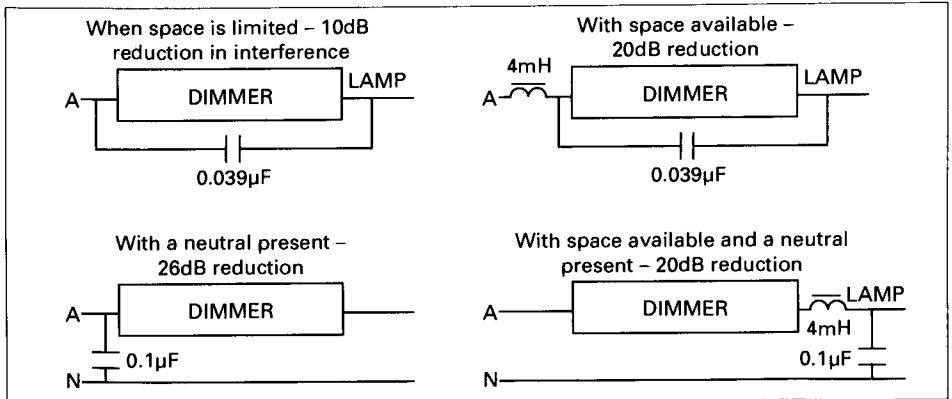 When space is limited – 10dB
reduction in interference
A
DIMMER
LAMP
0.039µF
With space available –
20dB reduction
4mH
A
DIMMER
LAMP
0.039µF
With a neutral present –
26dB reduction
A
DIMMER
0.1µF
N
With space available and a neutral
present – 20dB reduction
A
DIMMER
LAMP
4mH
0.1µF
N